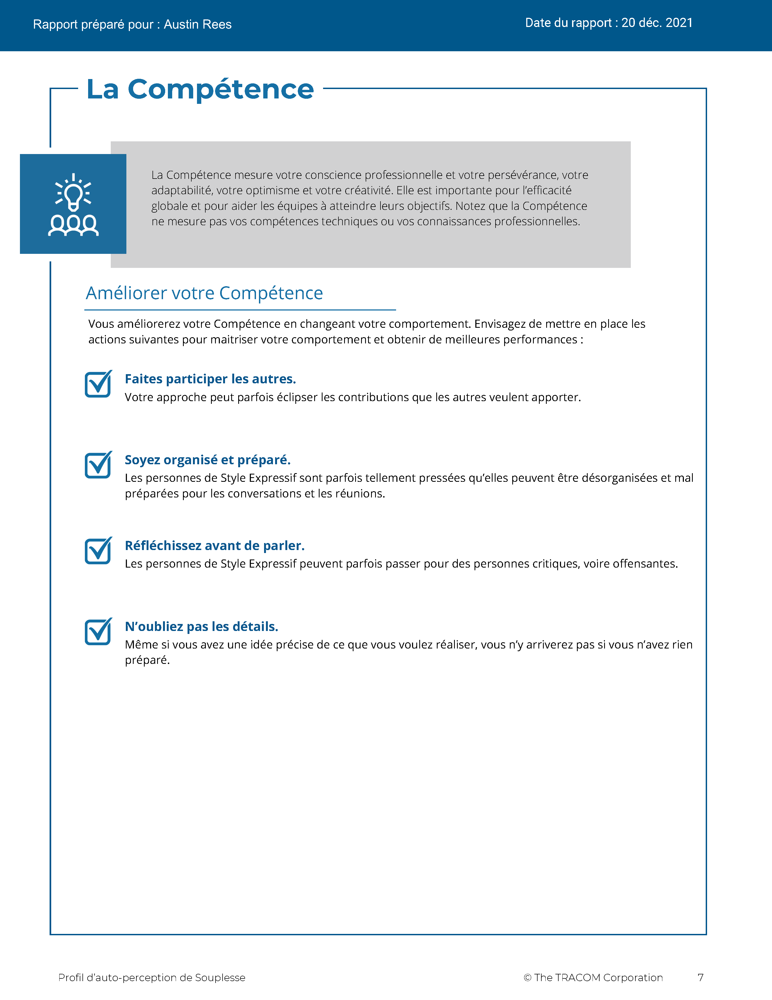 Rapport préparé pour : Austin Rees
Date du rapport : 20 déc. 2021
La Compétence
La Compétence mesure votre conscience professionnelle et votre persévérance, votre
adaptabilité, votre optimisme et votre créativité. Elle est importante pour l’efficacité
globale et pour aider les équipes à atteindre leurs objectifs. Notez que la Compétence
ne mesure pas vos compétences techniques ou vos connaissances professionnelles.
Améliorer votre Compétence
Vous améliorerez votre Compétence en changeant votre comportement. Envisagez de mettre en place les
actions suivantes pour maitriser votre comportement et obtenir de meilleures performances :
Faites participer les autres.
Votre approche peut parfois éclipser les contributions que les autres veulent apporter.
Soyez organisé et préparé.
Les personnes de Style Expressif sont parfois tellement pressées qu’elles peuvent être désorganisées et mal
préparées pour les conversations et les réunions.
Réfléchissez avant de parler.
Les personnes de Style Expressif peuvent parfois passer pour des personnes critiques, voire offensantes.
N’oubliez pas les détails.
Même si vous avez une idée précise de ce que vous voulez réaliser, vous n’y arriverez pas si vous n’avez rien
préparé.
Profil d’auto-perception de Souplesse
© The TRACOM Corporation
7